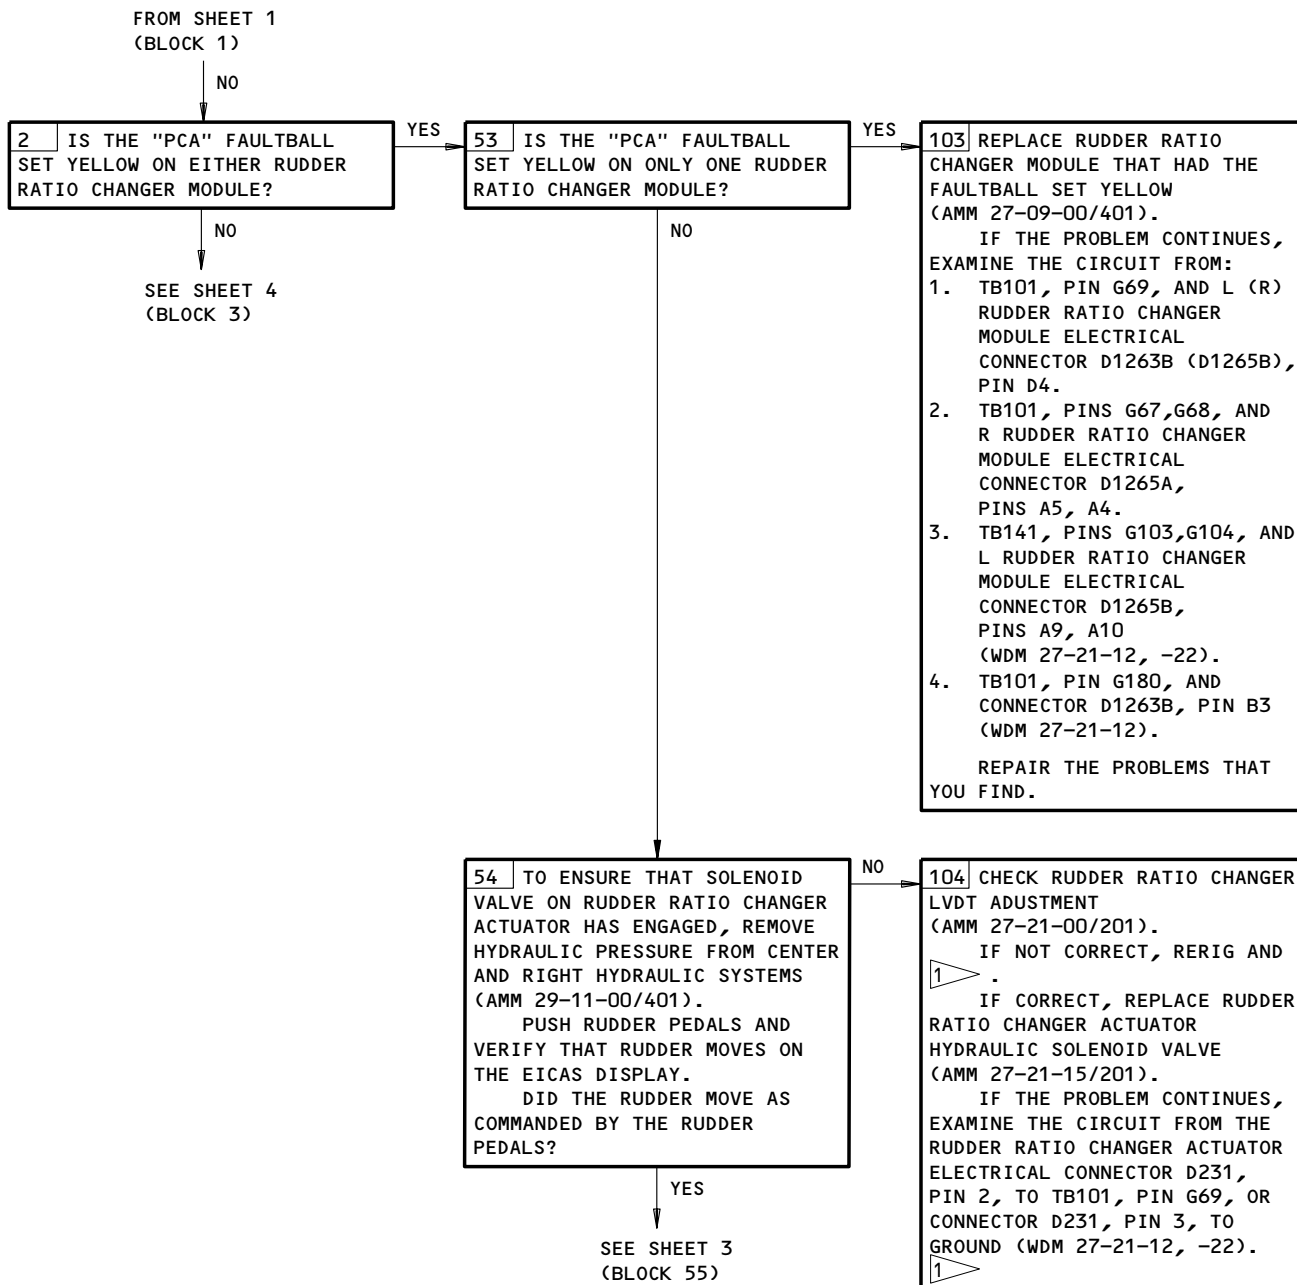 FROM SHEET 1
(BLOCK 1)
NO
2 IS THE "PCA" FAULTBALL
SET YELLOW ON EITHER RUDDER
RATIO CHANGER MODULE?
YES
NO
SEE SHEET 4
(BLOCK 3)
53 IS THE "PCA" FAULTBALL
SET YELLOW ON ONLY ONE RUDDER
RATIO CHANGER MODULE?
YES
NO
103 REPLACE RUDDER RATIO
CHANGER MODULE THAT HAD THE
FAULTBALL SET YELLOW
(AMM 27-09-00/401).
IF THE PROBLEM CONTINUES,
EXAMINE THE CIRCUIT FROM:
1. TB101, PIN G69, AND L (R)
RUDDER RATIO CHANGER
MODULE ELECTRICAL
CONNECTOR D1263B (D1265B),
PIN D4.
2. TB101, PINS G67,G68, AND
R RUDDER RATIO CHANGER
MODULE ELECTRICAL
CONNECTOR D1265A,
PINS A5, A4.
3. TB141, PINS G103,G104, AND
L RUDDER RATIO CHANGER
MODULE ELECTRICAL
CONNECTOR D1265B,
PINS A9, A10
(WDM 27-21-12, -22).
4. TB101, PIN G180, AND
CONNECTOR D1263B, PIN B3
(WDM 27-21-12).
REPAIR THE PROBLEMS THAT
YOU FIND.
54 TO ENSURE THAT SOLENOID
VALVE ON RUDDER RATIO CHANGER
ACTUATOR HAS ENGAGED, REMOVE
HYDRAULIC PRESSURE FROM CENTER
AND RIGHT HYDRAULIC SYSTEMS
(AMM 29-11-00/401).
PUSH RUDDER PEDALS AND
VERIFY THAT RUDDER MOVES ON
THE EICAS DISPLAY.
DID THE RUDDER MOVE AS
COMMANDED BY THE RUDDER
PEDALS?
NO
YES
SEE SHEET 3
(BLOCK 55)
104 CHECK RUDDER RATIO CHANGER
LVDT ADUSTMENT
(AMM 27-21-00/201).
IF NOT CORRECT, RERIG AND
1 .
IF CORRECT, REPLACE RUDDER
RATIO CHANGER ACTUATOR
HYDRAULIC SOLENOID VALVE
(AMM 27-21-15/201).
IF THE PROBLEM CONTINUES,
EXAMINE THE CIRCUIT FROM THE
RUDDER RATIO CHANGER ACTUATOR
ELECTRICAL CONNECTOR D231,
PIN 2, TO TB101, PIN G69, OR
CONNECTOR D231, PIN 3, TO
GROUND (WDM 27-21-12, -22).
1